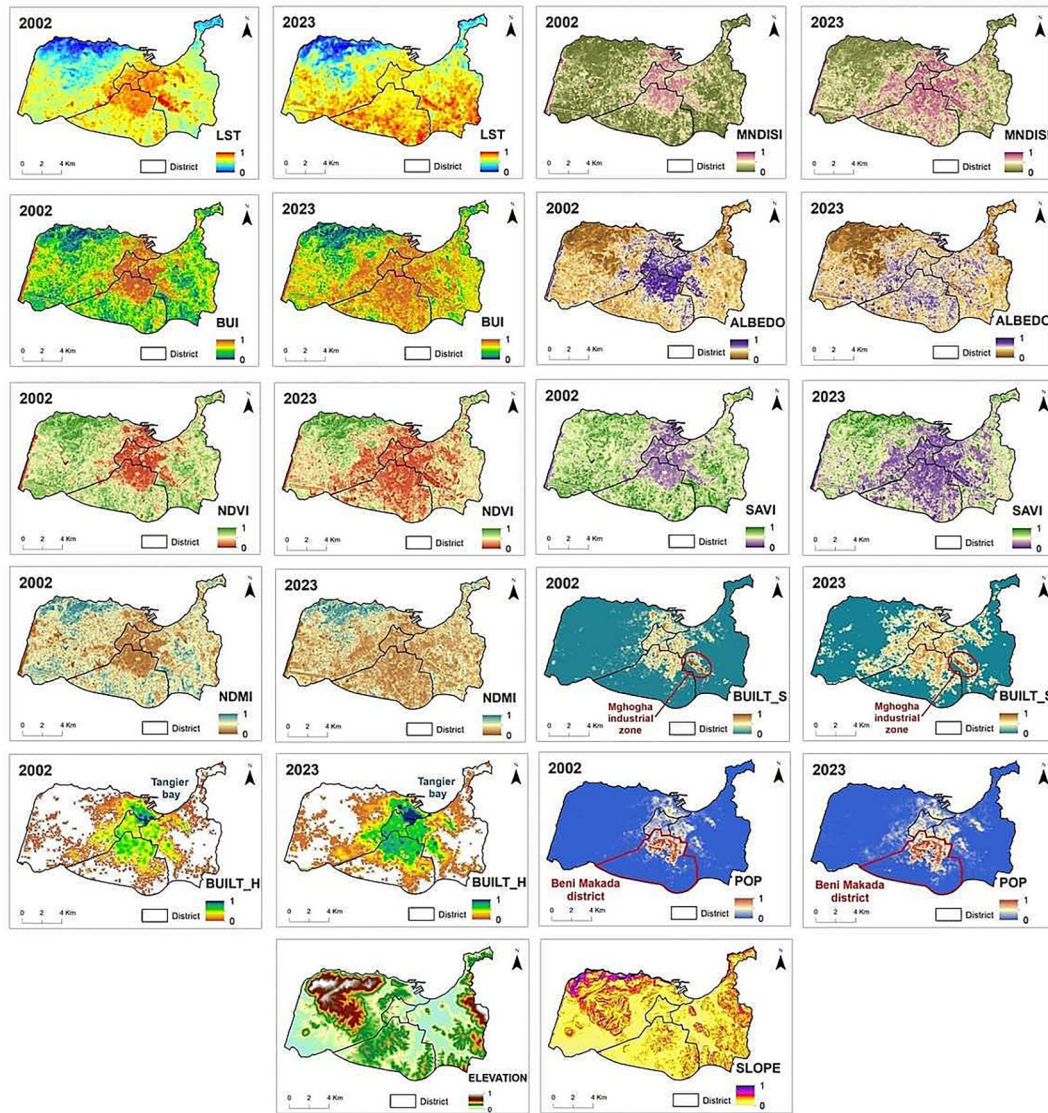 2002
N
LST
1
0
0 2 4 Km
District
2023
N
LST
1
0
0 2 4 Km
District
2002
N
MNDISI
1
0
0 2 4 Km
District
2023
N
MNDISI
1
0
0 2 4 Km
District
2002
N
BUI
1
0
0 2 4 Km
District
2023
N
BUI
1
0
0 2 4 Km
District
2002
N
ALBEDO
1
0
0 2 4 Km
District
2023
N
ALBEDO
1
0
0 2 4 Km
District
2002
N
NDVI
1
0
0 2 4 Km
District
2023
N
NDVI
1
0
0 2 4 Km
District
2002
N
SAVI
1
0
0 2 4 Km
District
2023
N
SAVI
1
0
0 2 4 Km
District
2002
N
NDMI
1
0
0 2 4 Km
District
2023
N
NDMI
1
0
0 2 4 Km
District
2002
N
BUILT_S
Mghogha
industrial
zone
1
0
0 2 4 Km
District
2023
N
BUILT_S
Mghogha
industrial
zone
1
0
0 2 4 Km
District
2002
Tangier
bay
N
BUILT_H
1
0
0 2 4 Km
District
2023
Tangier
bay
N
BUILT_H
1
0
0 2 4 Km
District
2002
N
Beni Makada
district
POP
1
0
0 2 4 Km
District
2023
N
Beni Makada
district
POP
1
0
0 2 4 Km
District
N
ELEVATION
1
0
0 2 4 Km
District
N
SLOPE
1
0
0 2 4 Km
District